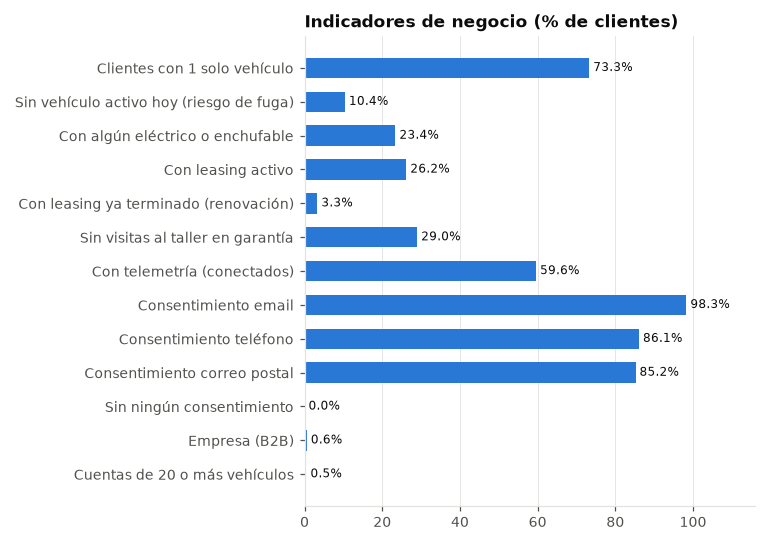 Indicadores de negocio (% de clientes)
Clientes con 1 solo vehículo 73.3%
Sin vehículo activo hoy (riesgo de fuga) 10.4%
Con algún eléctrico o enchufable 23.4%
Con leasing activo 26.2%
Con leasing ya terminado (renovación) 3.3%
Sin visitas al taller en garantía 29.0%
Con telemetría (conectados) 59.6%
Consentimiento email 98.3%
Consentimiento teléfono 86.1%
Consentimiento correo postal 85.2%
Sin ningún consentimiento 0.0%
Empresa (B2B) 0.6%
Cuentas de 20 o más vehículos 0.5%
0 20 40 60 80 100